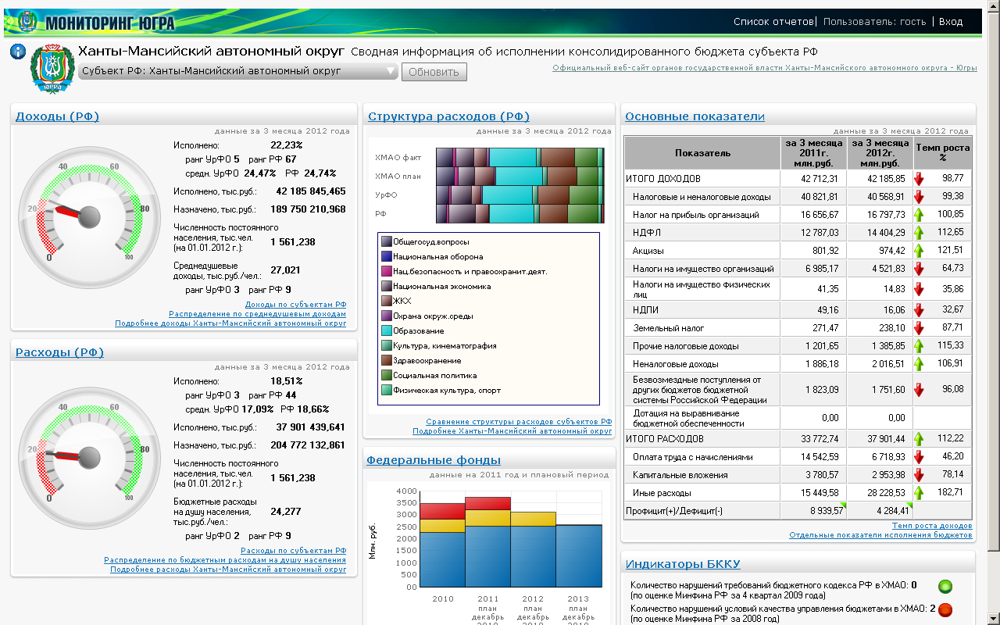 МОНИТОРИНГ ЮГРА
Список отчетов| Пользователь: гость | Вход
Ханты-Мансийский автономный округ Сводная информация об исполнении консолидированного бюджета субъекта РФ
Субъект РФ: Ханты-Мансийский автономный округ
Обновить
Официальный веб-сайт органов государственной власти Ханты-Мансийского автономного округа - Югры
ЮГРА
Доходы (РФ)
данные за 3 месяца 2012 года
0
20
40
60
80
100
Исполнено: 22,23%
ранг УрФО 5 ранг РФ 67
средн. УрФО 24,47% РФ 24,74%
Исполнено, тыс.руб.: 42 185 845,465
Назначено, тыс.руб.: 189 750 210,968
Численность постоянного
населения, тыс.чел.
(на 01.01.2012 г.): 1 561,238
Среднедушевые
доходы, тыс.руб./чел.: 27,021
ранг УрФО 3 ранг РФ 9
Доходы по субъектам РФ
Распределение по среднедушевым доходам
Подробнее доходы Ханты-Мансийский автономный округ
Расходы (РФ)
данные за 3 месяца 2012 года
0
20
40
60
80
100
Исполнено: 18,51%
ранг УрФО 3 ранг РФ 44
средн. УрФО 17,09% РФ 18,66%
Исполнено, тыс.руб.: 37 901 439,641
Назначено, тыс.руб.: 204 772 132,861
Численность постоянного
населения, тыс.чел.
(на 01.01.2012 г.): 1 561,238
Бюджетные расходы
на душу населения,
тыс.руб./чел.: 24,277
ранг УрФО 2 ранг РФ 9
Расходы по субъектам РФ
Распределение по бюджетным расходам на душу населения
Подробнее расходы Ханты-Мансийский автономный округ
Структура расходов (РФ)
данные за 3 месяца 2012 года
ХМАО факт
ХМАО план
УрФО
РФ
Общегосуд.вопросы
Национальная оборона
Нац.безопасность и правоохранит.деят.
Национальная экономика
ЖКХ
Охрана окруж.среды
Образование
Культура, кинематография
Здравоохранение
Социальная политика
Физическая культура, спорт
Сравнение структуры расходов субъектов РФ
Подробнее Ханты-Мансийский автономный округ
Федеральные фонды
данные на 2011 год и плановый период
Млн. руб.
4000
3500
3000
2500
2000
1500
1000
500
00
2010 2011 2012 2013
план план план
декабрь декабрь декабрь
2010 2010 2010
Основные показатели
данные за 3 месяца 2012 года
Показатель за 3 месяца 2011г. млн.руб. за 3 месяца 2012г. млн.руб. Темп роста %
ИТОГО ДОХОДОВ 42 712,31 42 185,85 98,77
Налоговые и неналоговые доходы 40 821,81 40 568,91 99,38
Налог на прибыль организаций 16 656,67 16 797,73 100,85
НДФЛ 12 787,03 14 404,29 112,65
Акцизы 801,92 974,42 121,51
Налоги на имущество организаций 6 985,17 4 521,83 64,73
Налоги на имущество физических
лиц 41,35 14,83 35,86
НДПИ 49,16 16,06 32,67
Земельный налог 271,47 238,10 87,71
Прочие налоговые доходы 1 201,65 1 385,85 115,33
Неналоговые доходы 1 886,18 2 016,51 106,91
Безвозмездные поступления от
других бюджетов бюджетной
системы Российской Федерации 1 823,09 1 751,60 96,08
Дотация на выравнивание
бюджетной обеспеченности 0,00 0,00
ИТОГО РАСХОДОВ 33 772,74 37 901,44 112,22
Оплата труда с начислениями 14 542,59 6 718,93 46,20
Капитальные вложения 3 780,57 2 953,98 78,14
Иные расходы 15 449,58 28 228,53 182,71
Профицит(+)/Дефицит(-) 8 939,57 4 284,41
Темп роста доходов
Отдельные показатели исполнения бюджетов
Индикаторы БККУ
Количество нарушений требований бюджетного кодекса РФ в ХМАО: 0
(по оценке Минфина РФ за 4 квартал 2009 года)
Количество нарушений условий качества управления бюджетами в ХМАО: 2
(по оценке Минфина РФ за 2008 год)